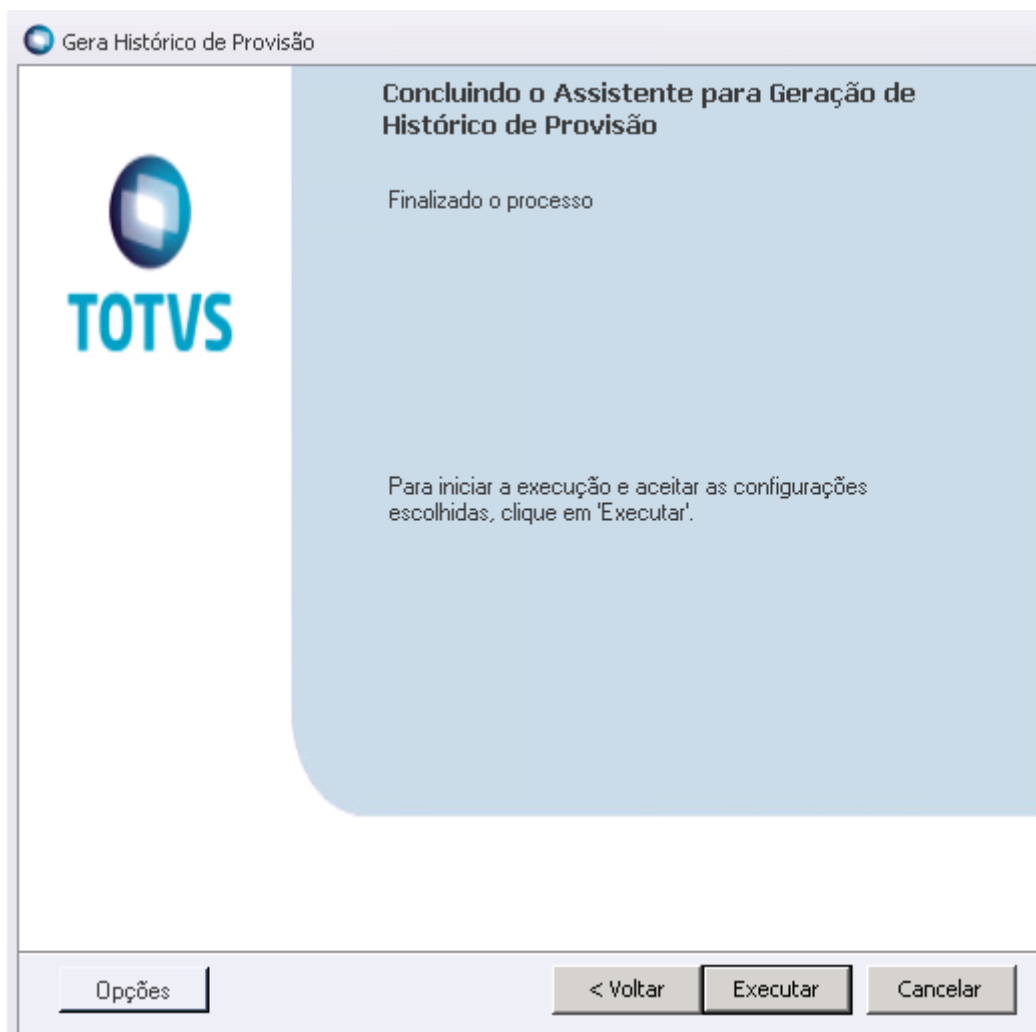 Gera Histórico de Provisão
Concluindo o Assistente para Geração de
Histórico de Provisão
Finalizado o processo
TOTVS
Para iniciar a execução e aceitar as configurações
escolhidas, clique em 'Executar'.
Opções
< Voltar
Executar
Cancelar